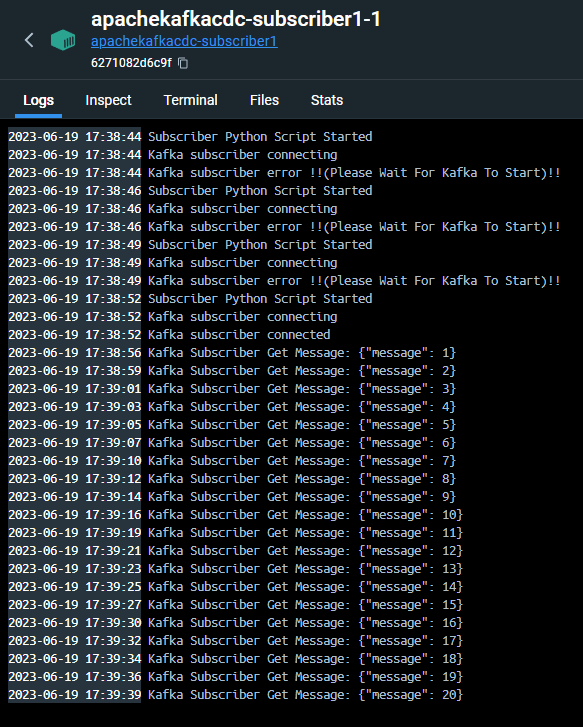 apachekafkacdc-subscriber1-1
apachekafkacdc-subscriber1
6271082d6c9f
Logs Inspect Terminal Files Stats
2023-06-19 17:38:44 Subscriber Python Script Started
2023-06-19 17:38:44 Kafka subscriber connecting
2023-06-19 17:38:44 Kafka subscriber error !!(Please Wait For Kafka To Start)!!
2023-06-19 17:38:46 Subscriber Python Script Started
2023-06-19 17:38:46 Kafka subscriber connecting
2023-06-19 17:38:46 Kafka subscriber error !!(Please Wait For Kafka To Start)!!
2023-06-19 17:38:49 Subscriber Python Script Started
2023-06-19 17:38:49 Kafka subscriber connecting
2023-06-19 17:38:49 Kafka subscriber error !!(Please Wait For Kafka To Start)!!
2023-06-19 17:38:52 Subscriber Python Script Started
2023-06-19 17:38:52 Kafka subscriber connecting
2023-06-19 17:38:52 Kafka subscriber connected
2023-06-19 17:38:56 Kafka Subscriber Get Message: {"message": 1}
2023-06-19 17:38:59 Kafka Subscriber Get Message: {"message": 2}
2023-06-19 17:39:01 Kafka Subscriber Get Message: {"message": 3}
2023-06-19 17:39:03 Kafka Subscriber Get Message: {"message": 4}
2023-06-19 17:39:05 Kafka Subscriber Get Message: {"message": 5}
2023-06-19 17:39:07 Kafka Subscriber Get Message: {"message": 6}
2023-06-19 17:39:10 Kafka Subscriber Get Message: {"message": 7}
2023-06-19 17:39:12 Kafka Subscriber Get Message: {"message": 8}
2023-06-19 17:39:14 Kafka Subscriber Get Message: {"message": 9}
2023-06-19 17:39:16 Kafka Subscriber Get Message: {"message": 10}
2023-06-19 17:39:19 Kafka Subscriber Get Message: {"message": 11}
2023-06-19 17:39:21 Kafka Subscriber Get Message: {"message": 12}
2023-06-19 17:39:23 Kafka Subscriber Get Message: {"message": 13}
2023-06-19 17:39:25 Kafka Subscriber Get Message: {"message": 14}
2023-06-19 17:39:27 Kafka Subscriber Get Message: {"message": 15}
2023-06-19 17:39:30 Kafka Subscriber Get Message: {"message": 16}
2023-06-19 17:39:32 Kafka Subscriber Get Message: {"message": 17}
2023-06-19 17:39:34 Kafka Subscriber Get Message: {"message": 18}
2023-06-19 17:39:36 Kafka Subscriber Get Message: {"message": 19}
2023-06-19 17:39:39 Kafka Subscriber Get Message: {"message": 20}